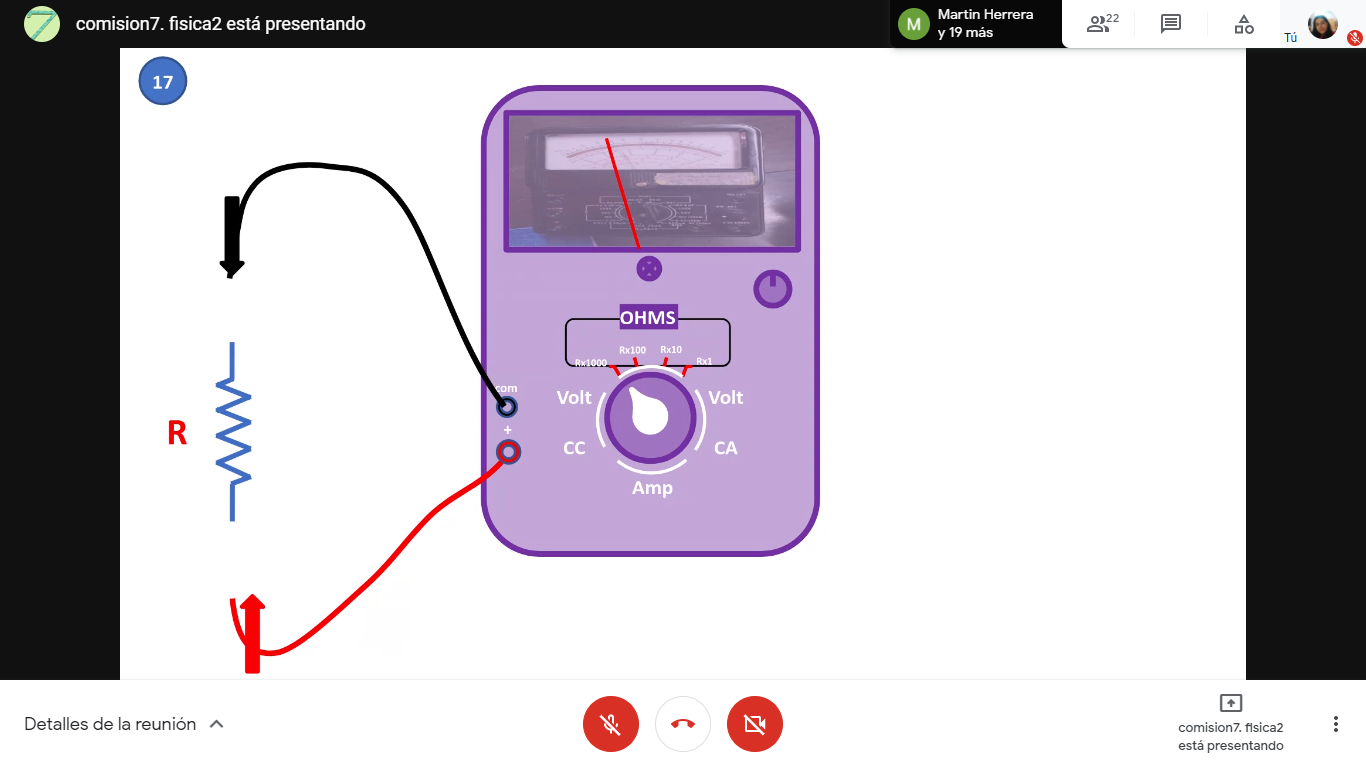 comision7. fisica2 está presentando
M
Martin Herrera
y 19 más
22
Tú
17
OHMS
Rx1000
Rx100
Rx10
Rx1
com
+
Volt
Volt
CC
CA
Amp
R
Detalles de la reunión
comision7. fisica2
está presentando